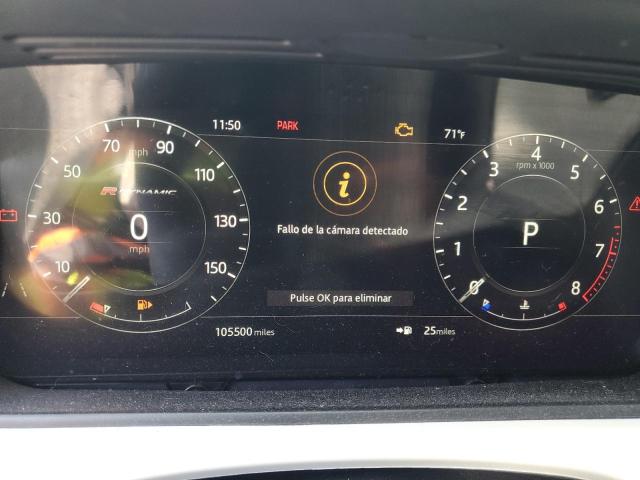 11:50 PARK 71°F
70 mph 90
50 110
R DYNAMIC
30 0 130
mph
10 150
Fallo de la cámara detectado
Pulse OK para eliminar
4
rpm x 1000
3 5
2 6
1 P 7
0 8
105500 miles
25 miles